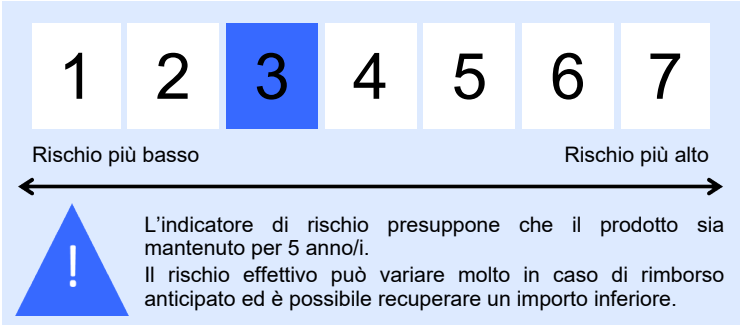 1 2 3 4 5 6 7
Rischio più basso Rischio più alto
!
L'indicatore di rischio presuppone che il prodotto sia
mantenuto per 5 anno/i.
Il rischio effettivo può variare molto in caso di rimborso
anticipato ed è possibile recuperare un importo inferiore.